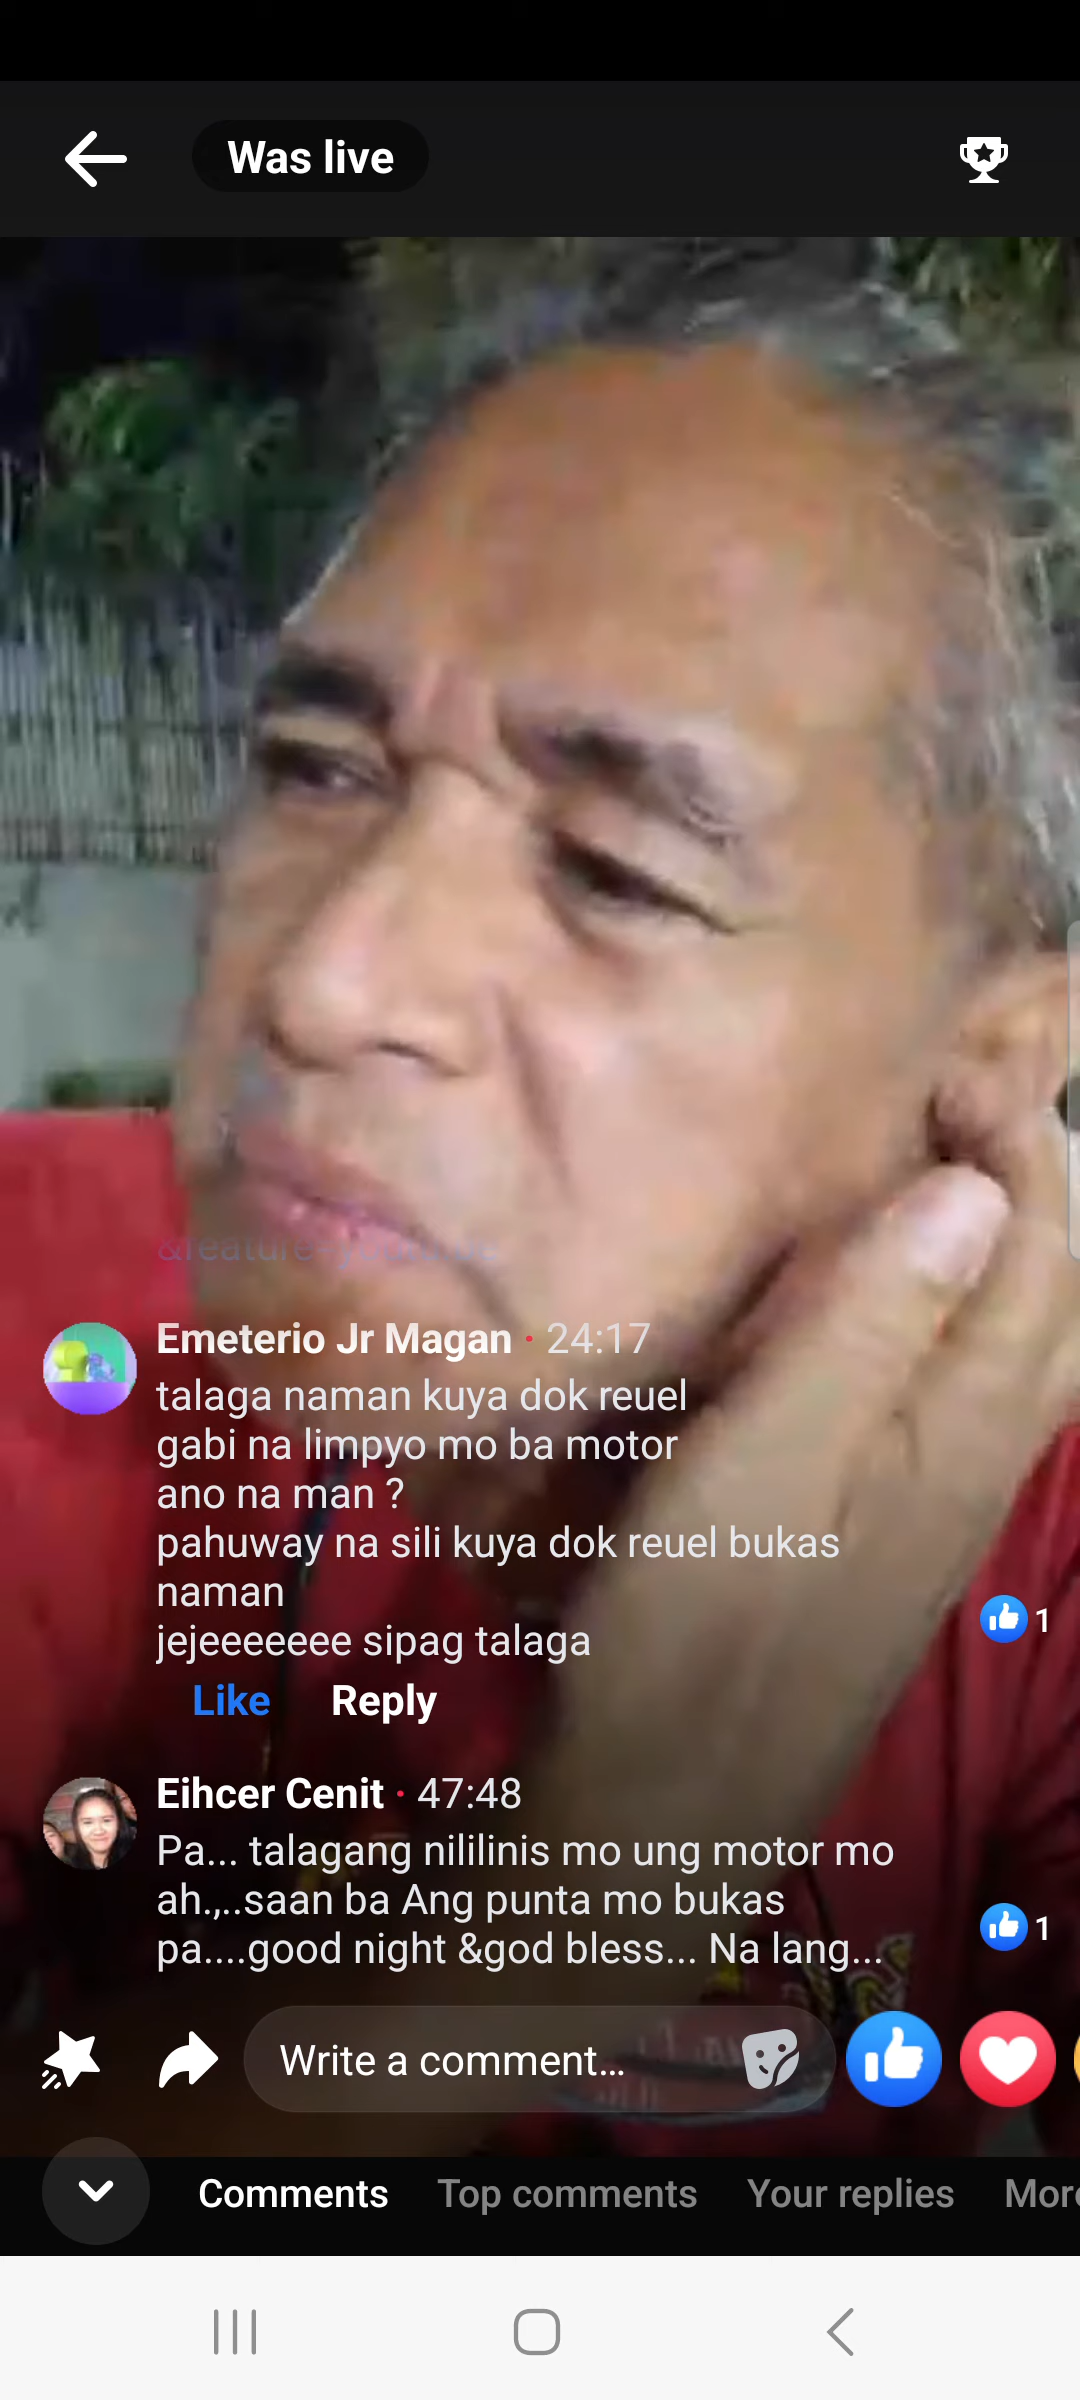 Was live
Emeterio Jr Magan · 24:17
talaga naman kuya dok reuel
gabi na limpyo mo ba motor
ano na man ?
pahuway na sili kuya dok reuel bukas
naman
jejeeeeeee sipag talaga
1
Like Reply
Eihcer Cenit · 47:48
Pa... talagang nililinis mo ung motor mo
ah.,..saan ba Ang punta mo bukas
pa....good night &god bless... Na lang...
1
Write a comment...
Comments Top comments Your replies